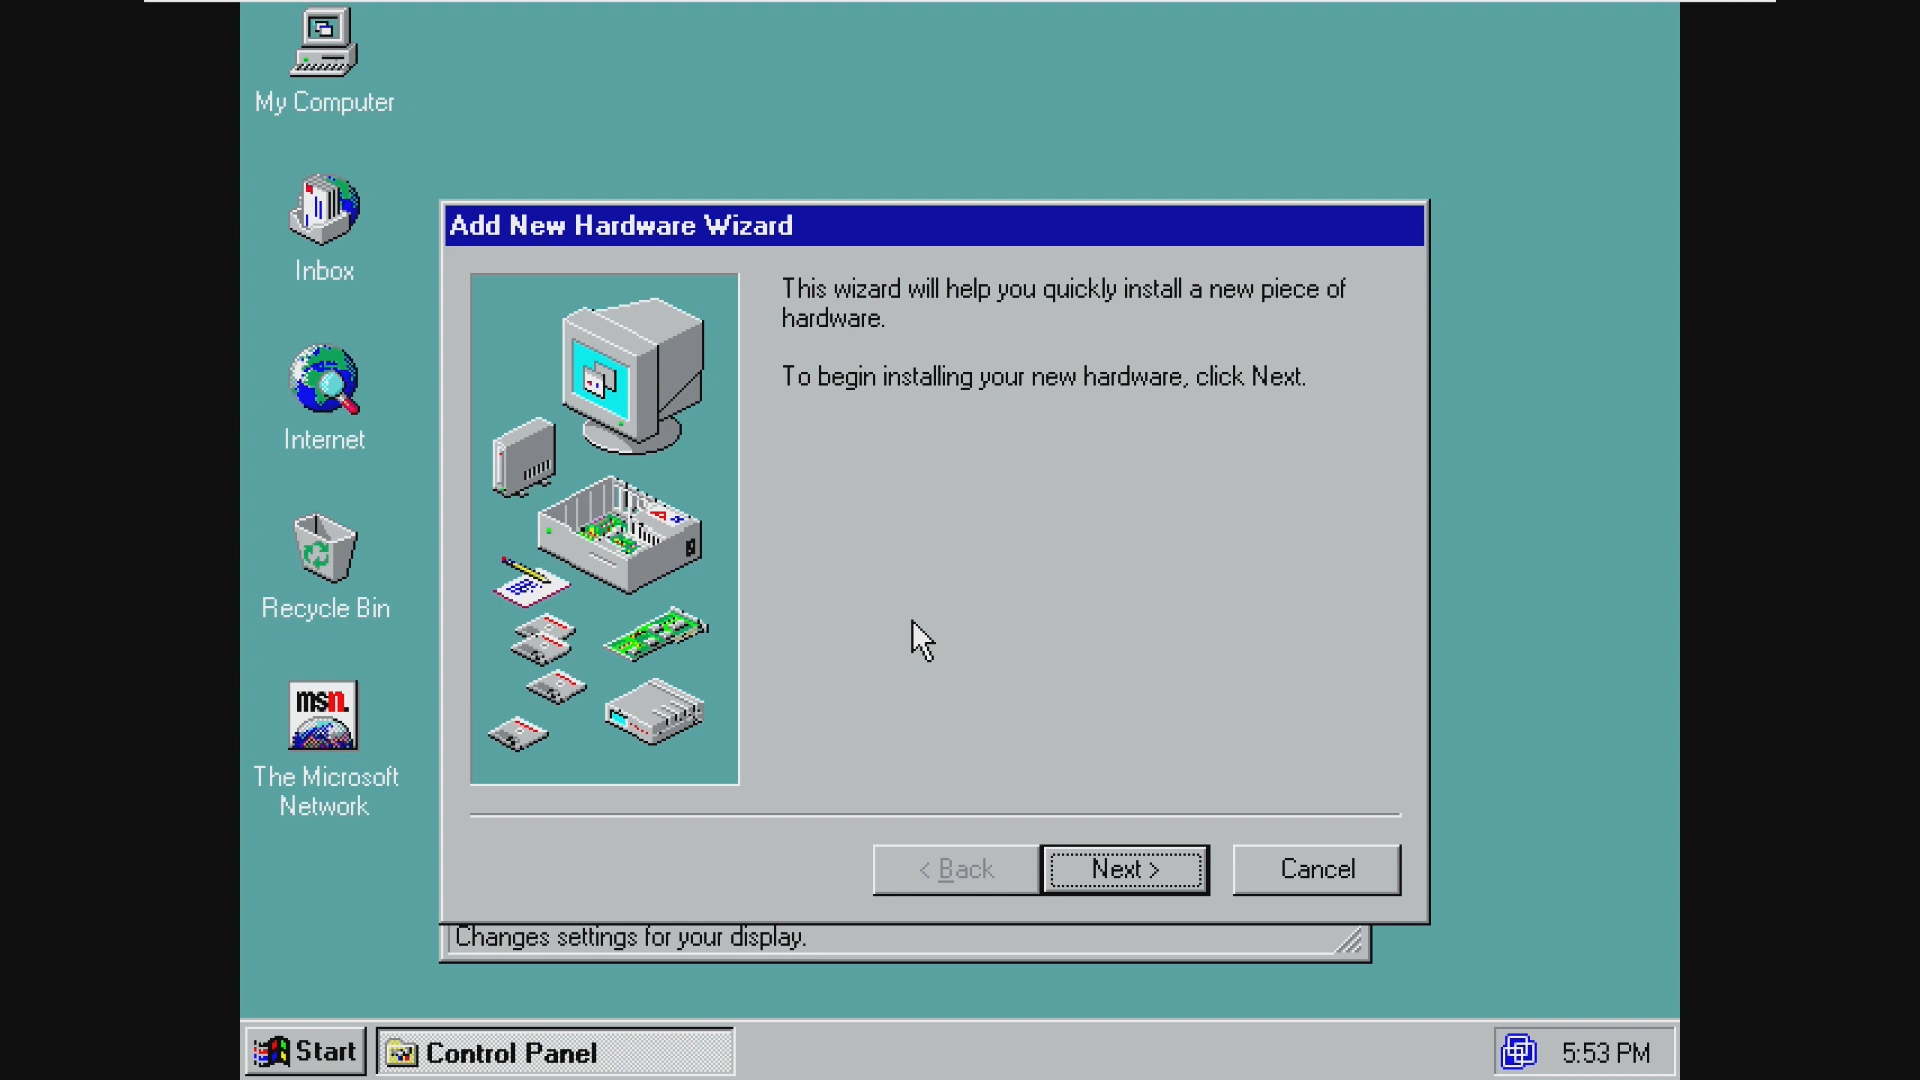 My Computer
Inbox
Internet
Recycle Bin
msn.
The Microsoft
Network
Add New Hardware Wizard
This wizard will help you quickly install a new piece of
hardware.
To begin installing your new hardware, click Next.
< Back
Next >
Cancel
Changes settings for your display.
Start
Control Panel
5:53 PM